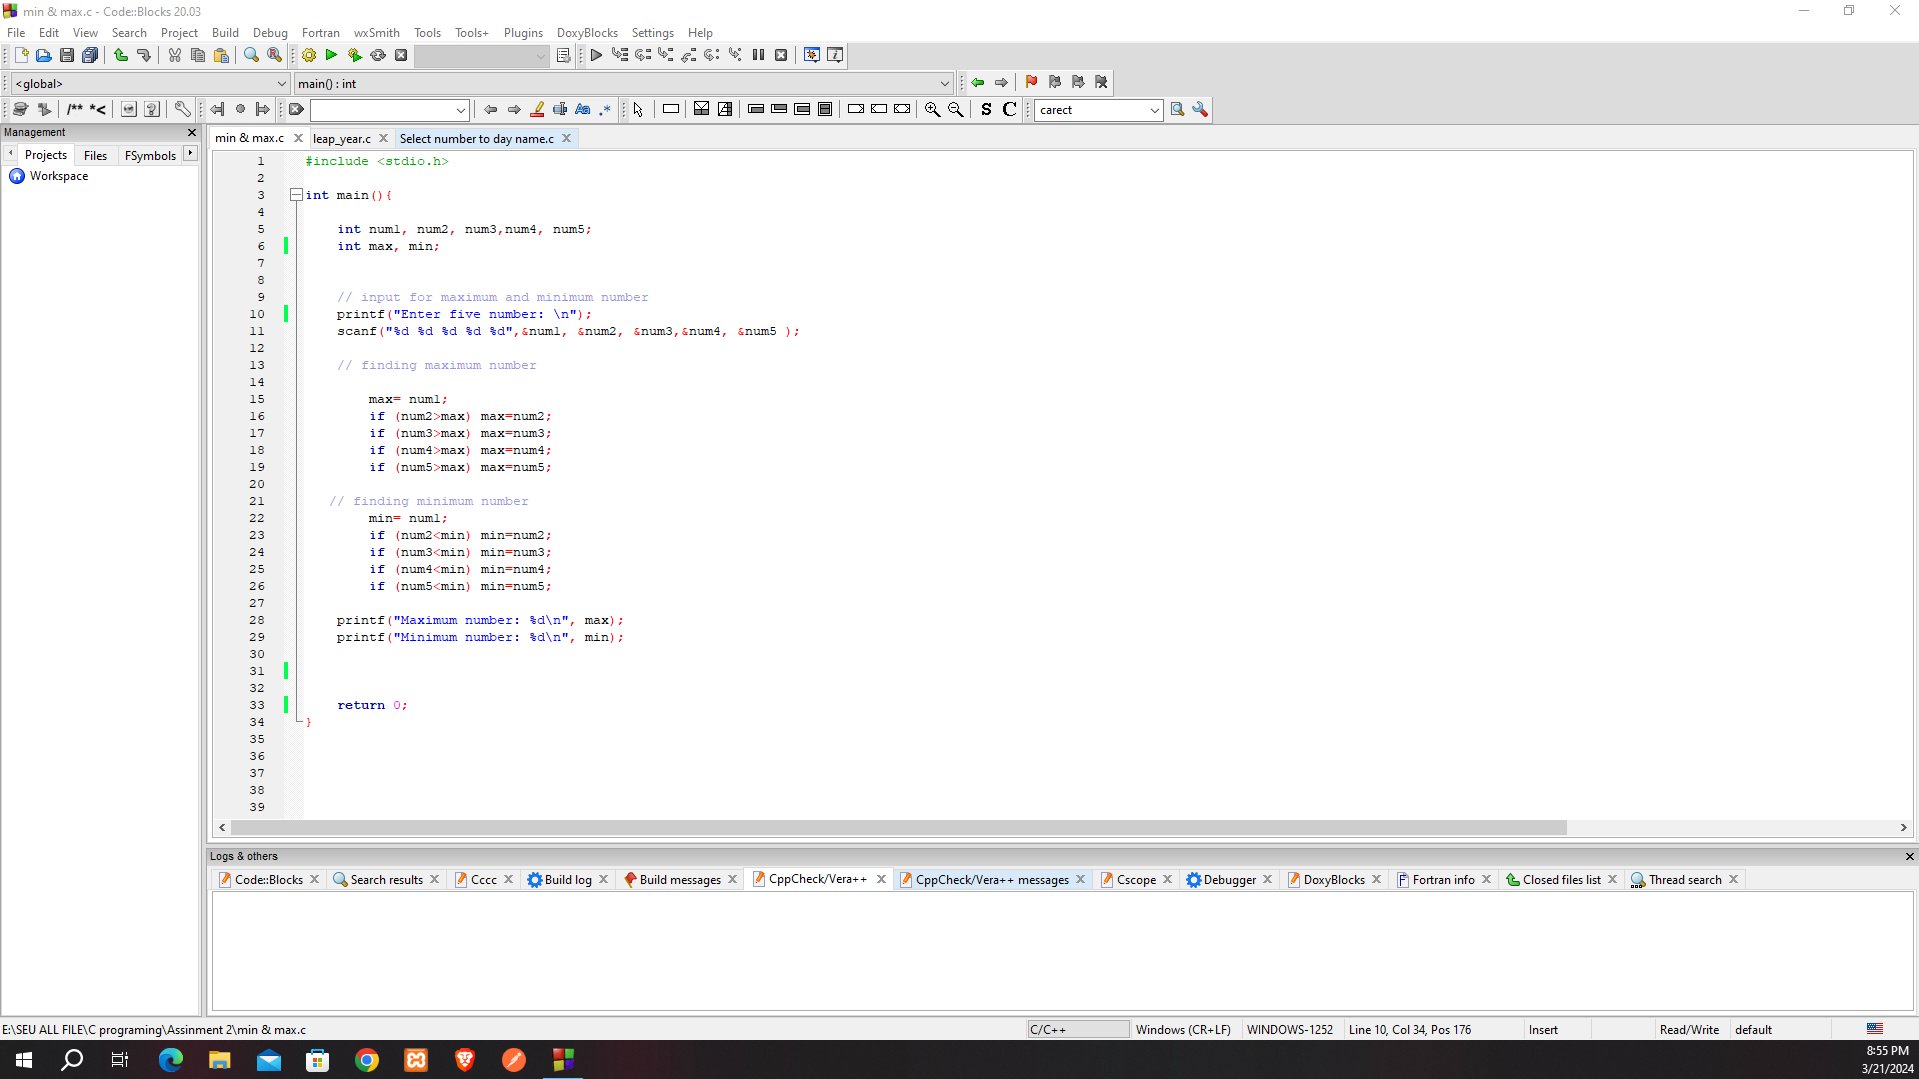 min & max.c - Code::Blocks 20.03
File Edit View Search Project Build Debug Fortran wxSmith Tools Tools+ Plugins DoxyBlocks Settings Help
<global> main() : int
/** *< Aa .* S C carect
Management
Projects Files FSymbols
Workspace
min & max.c leap_year.c Select number to day name.c
1 #include <stdio.h>
2
3 int main(){
4
5 int num1, num2, num3,num4, num5;
6 int max, min;
7
8
9 // input for maximum and minimum number
10 printf("Enter five number: \n");
11 scanf("%d %d %d %d %d",&num1, &num2, &num3,&num4, &num5 );
12
13 // finding maximum number
14
15 max= num1;
16 if (num2>max) max=num2;
17 if (num3>max) max=num3;
18 if (num4>max) max=num4;
19 if (num5>max) max=num5;
20
21 // finding minimum number
22 min= num1;
23 if (num2<min) min=num2;
24 if (num3<min) min=num3;
25 if (num4<min) min=num4;
26 if (num5<min) min=num5;
27
28 printf("Maximum number: %d\n", max);
29 printf("Minimum number: %d\n", min);
30
31
32
33 return 0;
34 }
35
36
37
38
39
Logs & others
Code::Blocks Search results Cccc Build log Build messages CppCheck/Vera++ CppCheck/Vera++ messages Cscope Debugger DoxyBlocks Fortran info Closed files list Thread search
E:\SEU ALL FILE\C programing\Assinment 2\min & max.c C/C++ Windows (CR+LF) WINDOWS-1252 Line 10, Col 34, Pos 176 Insert Read/Write default
8:55 PM
3/21/2024